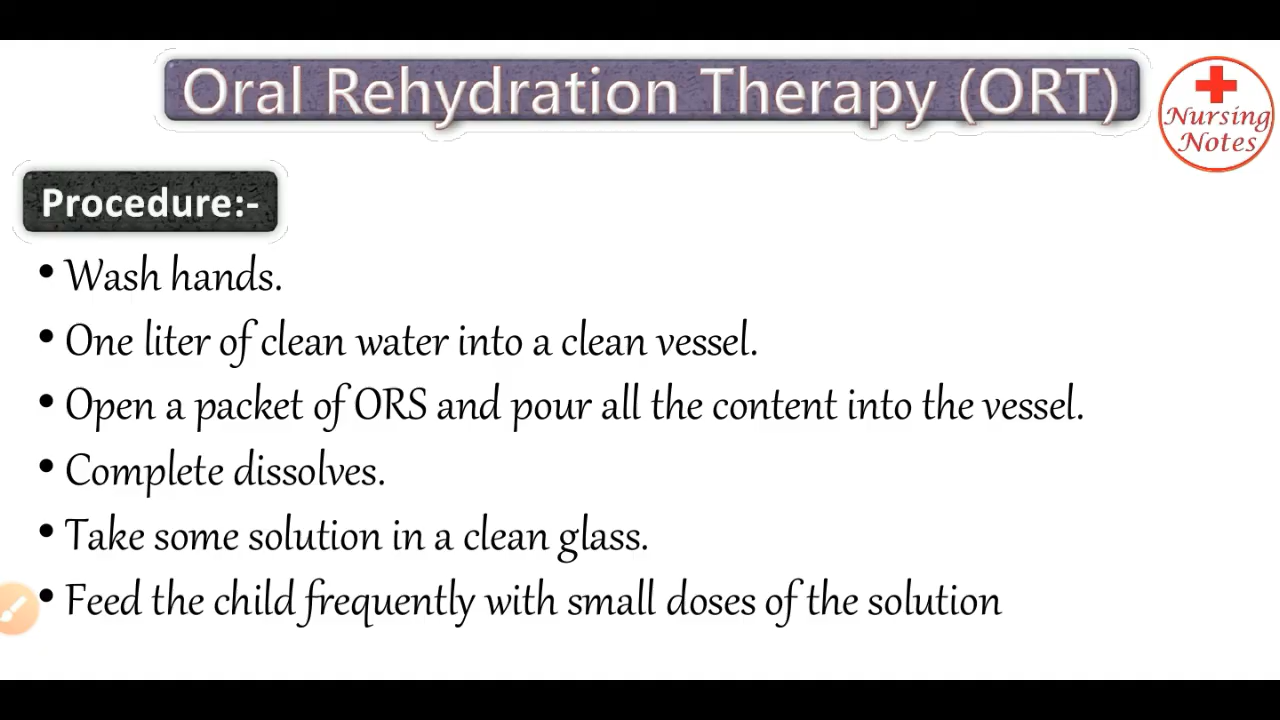 Oral Rehydration Therapy (ORT)
Nursing
Notes
Procedure:-
• Wash hands.
• One liter of clean water into a clean vessel.
• Open a packet of ORS and pour all the content into the vessel.
• Complete dissolves.
• Take some solution in a clean glass.
• Feed the child frequently with small doses of the solution